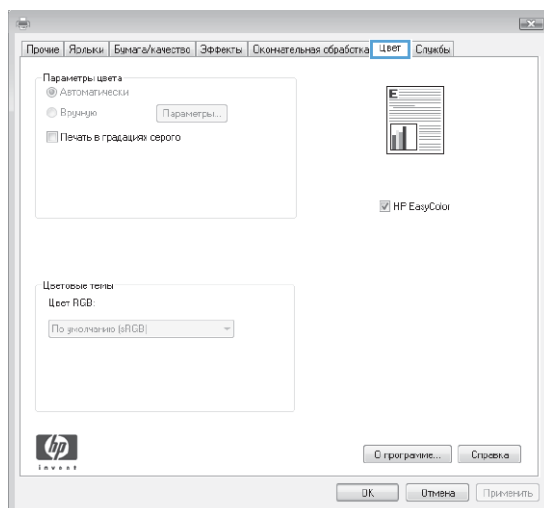 Прочие Ярлыки Бумага/качество Эффекты Окончательная обработка Цвет Службы
Параметры цвета
Автоматически
Вручную Параметры...
Печать в градациях серого
E
HP EasyColor
Цветовые темы
Цвет RGB:
По умолчанию (sRGB)
hp
invent
О программе... Справка
OK Отмена Применить